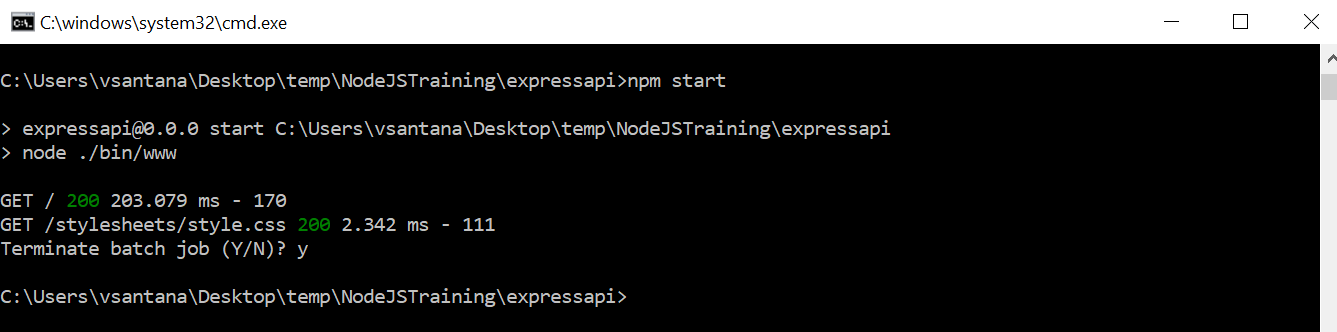 C:\windows\system32\cmd.exe
C:\Users\vsantana\Desktop\temp\NodeJSTraining\expressapi>npm start
> expressapi@0.0.0 start C:\Users\vsantana\Desktop\temp\NodeJSTraining\expressapi
> node ./bin/www
GET / 200 203.079 ms - 170
GET /stylesheets/style.css 200 2.342 ms - 111
Terminate batch job (Y/N)? y
C:\Users\vsantana\Desktop\temp\NodeJSTraining\expressapi>